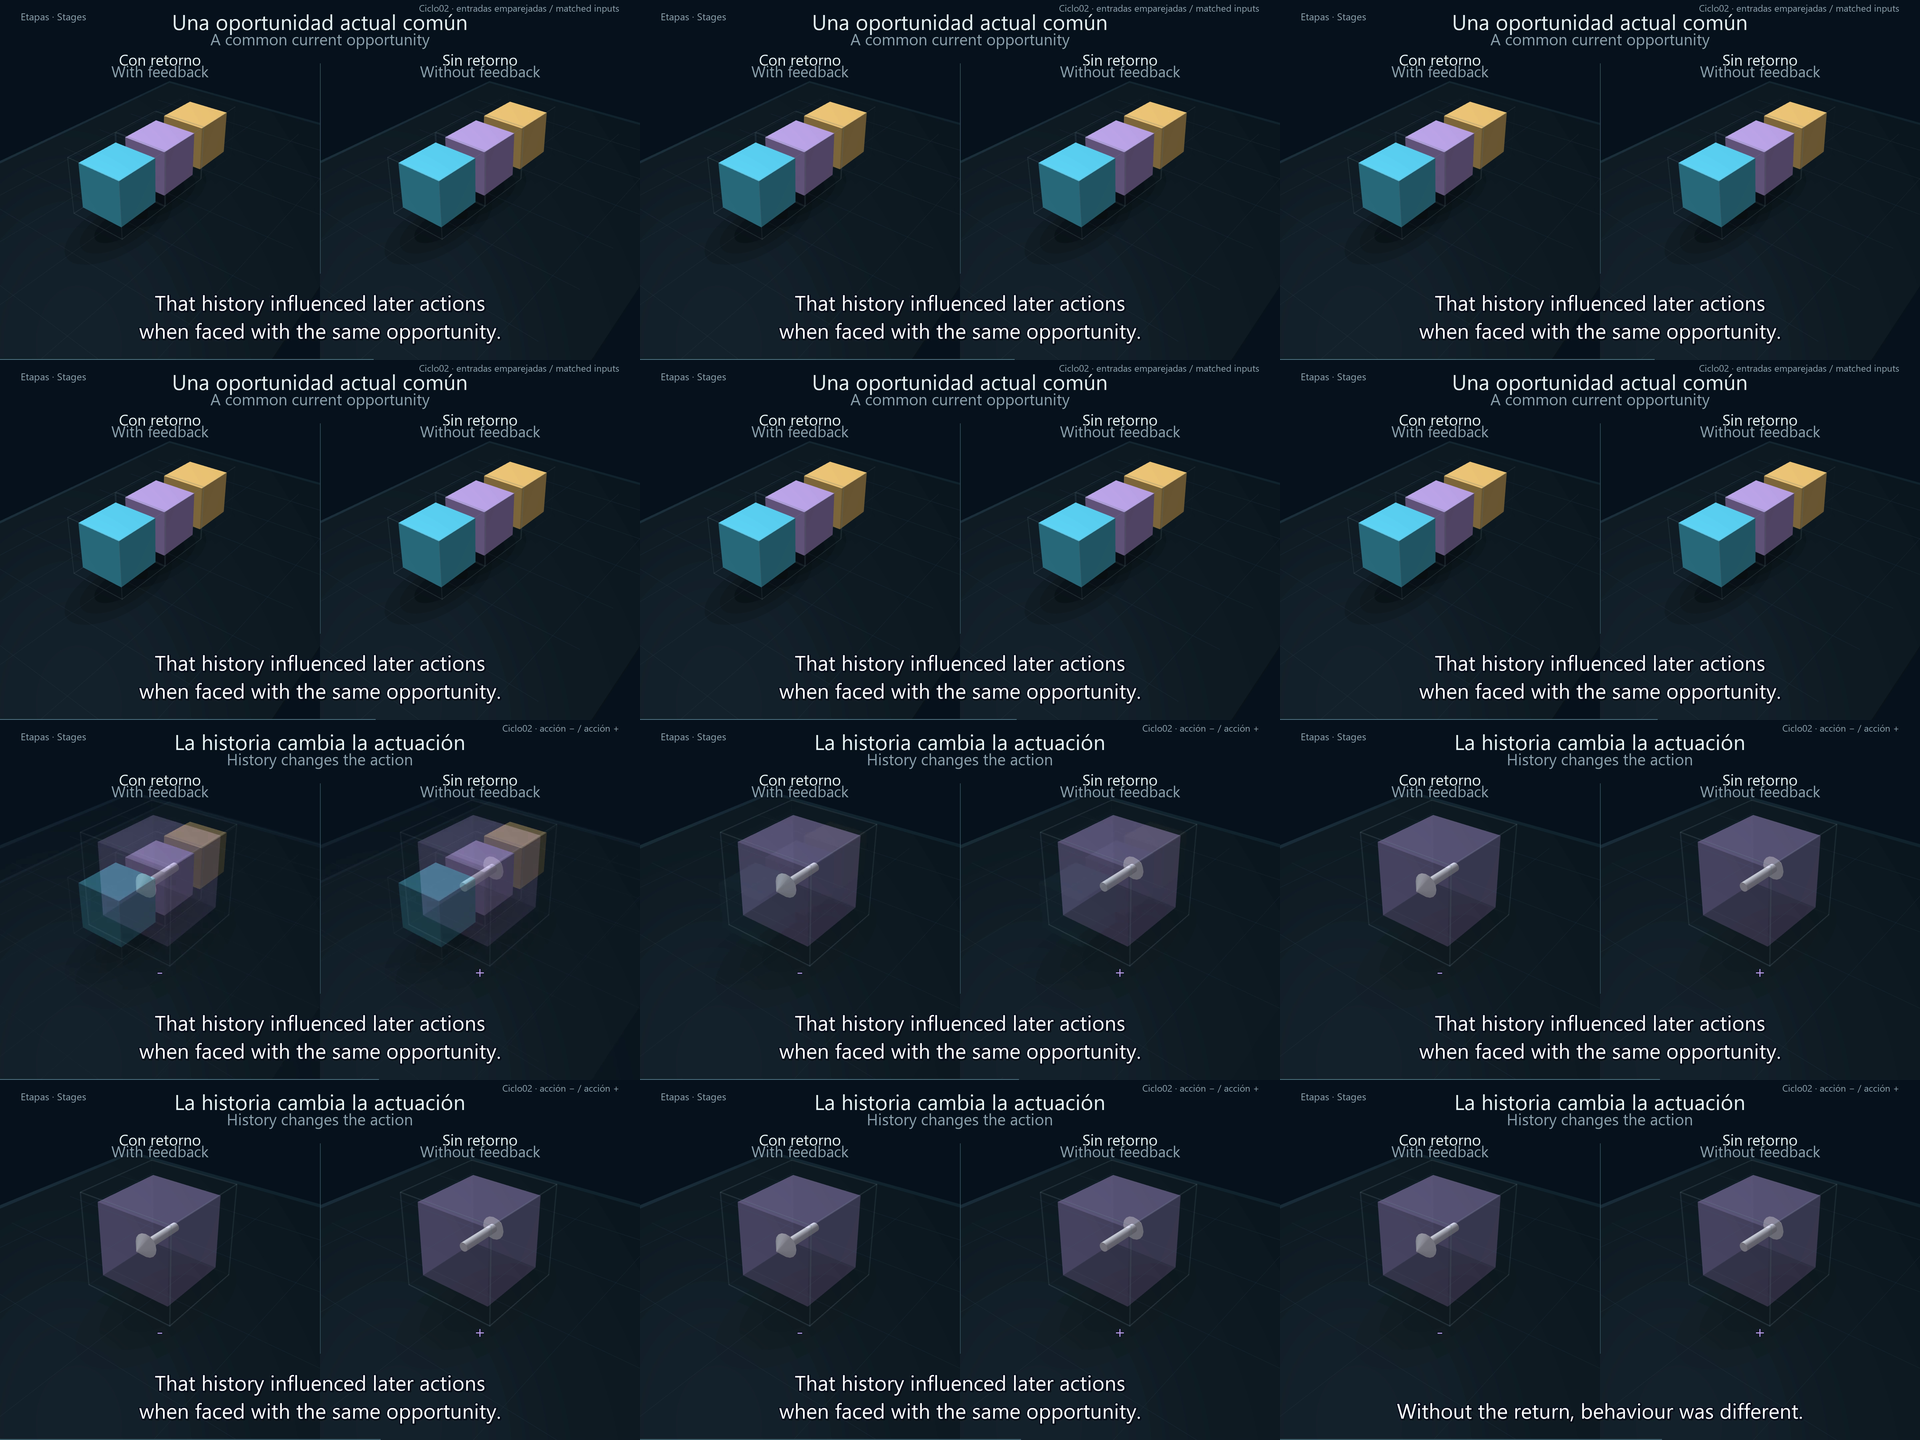 Etapas · Stages
Ciclo02 · entradas emparejadas / matched inputs
Una oportunidad actual común
A common current opportunity
Con retorno
With feedback
Sin retorno
Without feedback
That history influenced later actions
when faced with the same opportunity.
Etapas · Stages
Ciclo02 · entradas emparejadas / matched inputs
Una oportunidad actual común
A common current opportunity
Con retorno
With feedback
Sin retorno
Without feedback
That history influenced later actions
when faced with the same opportunity.
Etapas · Stages
Ciclo02 · entradas emparejadas / matched inputs
Una oportunidad actual común
A common current opportunity
Con retorno
With feedback
Sin retorno
Without feedback
That history influenced later actions
when faced with the same opportunity.
Etapas · Stages
Ciclo02 · entradas emparejadas / matched inputs
Una oportunidad actual común
A common current opportunity
Con retorno
With feedback
Sin retorno
Without feedback
That history influenced later actions
when faced with the same opportunity.
Etapas · Stages
Ciclo02 · entradas emparejadas / matched inputs
Una oportunidad actual común
A common current opportunity
Con retorno
With feedback
Sin retorno
Without feedback
That history influenced later actions
when faced with the same opportunity.
Etapas · Stages
Ciclo02 · entradas emparejadas / matched inputs
Una oportunidad actual común
A common current opportunity
Con retorno
With feedback
Sin retorno
Without feedback
That history influenced later actions
when faced with the same opportunity.
Etapas · Stages
Ciclo02 · acción − / acción +
La historia cambia la actuación
History changes the action
Con retorno
With feedback
Sin retorno
Without feedback
−
+
That history influenced later actions
when faced with the same opportunity.
Etapas · Stages
Ciclo02 · acción − / acción +
La historia cambia la actuación
History changes the action
Con retorno
With feedback
Sin retorno
Without feedback
−
+
That history influenced later actions
when faced with the same opportunity.
Etapas · Stages
Ciclo02 · acción − / acción +
La historia cambia la actuación
History changes the action
Con retorno
With feedback
Sin retorno
Without feedback
−
+
That history influenced later actions
when faced with the same opportunity.
Etapas · Stages
Ciclo02 · acción − / acción +
La historia cambia la actuación
History changes the action
Con retorno
With feedback
Sin retorno
Without feedback
−
+
That history influenced later actions
when faced with the same opportunity.
Etapas · Stages
Ciclo02 · acción − / acción +
La historia cambia la actuación
History changes the action
Con retorno
With feedback
Sin retorno
Without feedback
−
+
That history influenced later actions
when faced with the same opportunity.
Etapas · Stages
Ciclo02 · acción − / acción +
La historia cambia la actuación
History changes the action
Con retorno
With feedback
Sin retorno
Without feedback
−
+
Without the return, behaviour was different.